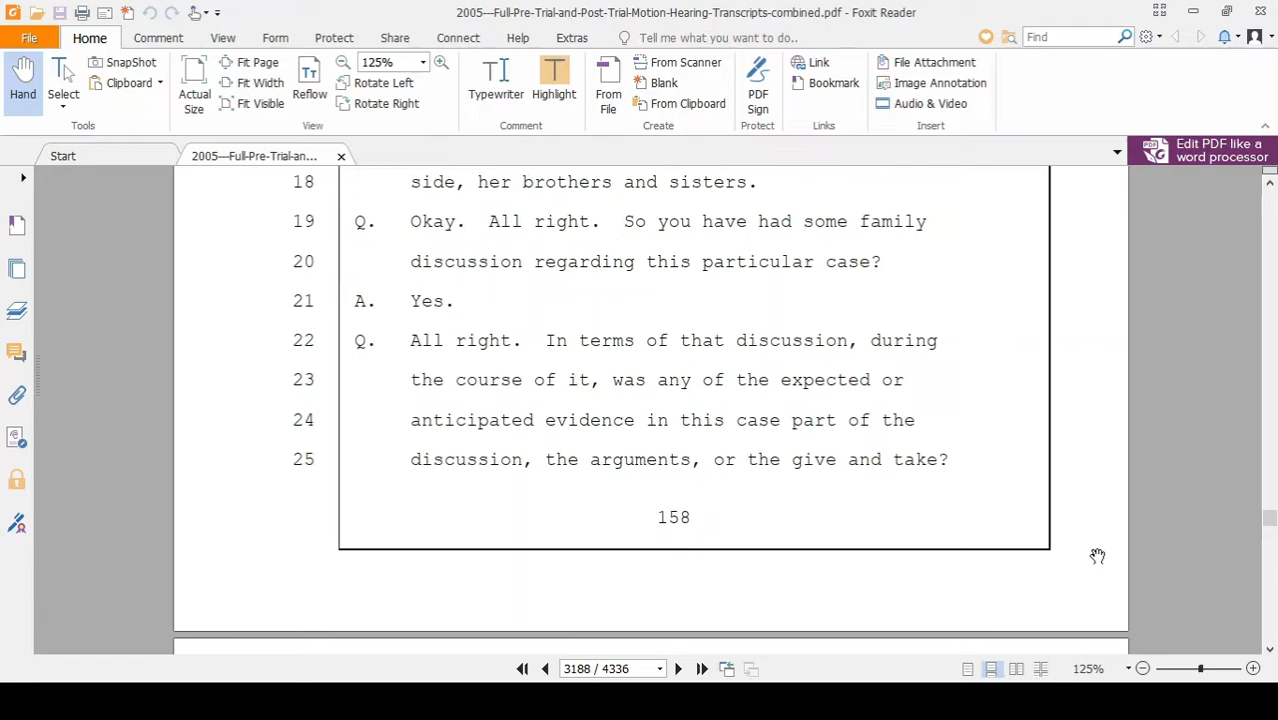 2005---Full-Pre-Trial-and-Post-Trial-Motion-Hearing-Transcripts-combined.pdf - Foxit Reader
File Home Comment View Form Protect Share Connect Help Extras Tell me what you want to do.. Find
Hand
Select
SnapShot
Clipboard
Tools
Actual Size
Fit Page
Fit Width
Fit Visible
Reflow
125%
Rotate Left
Rotate Right
View
Typewriter
Highlight
Comment
From File
From Scanner
Blank
From Clipboard
Create
PDF Sign
Protect
Link
Bookmark
Links
File Attachment
Image Annotation
Audio & Video
Insert
Start
2005---Full-Pre-Trial-an...
Edit PDF like a
word processor
18 side, her brothers and sisters.
19 Q. Okay. All right. So you have had some family
20 discussion regarding this particular case?
21 A. Yes.
22 Q. All right. In terms of that discussion, during
23 the course of it, was any of the expected or
24 anticipated evidence in this case part of the
25 discussion, the arguments, or the give and take?
158
3188 / 4336
125%